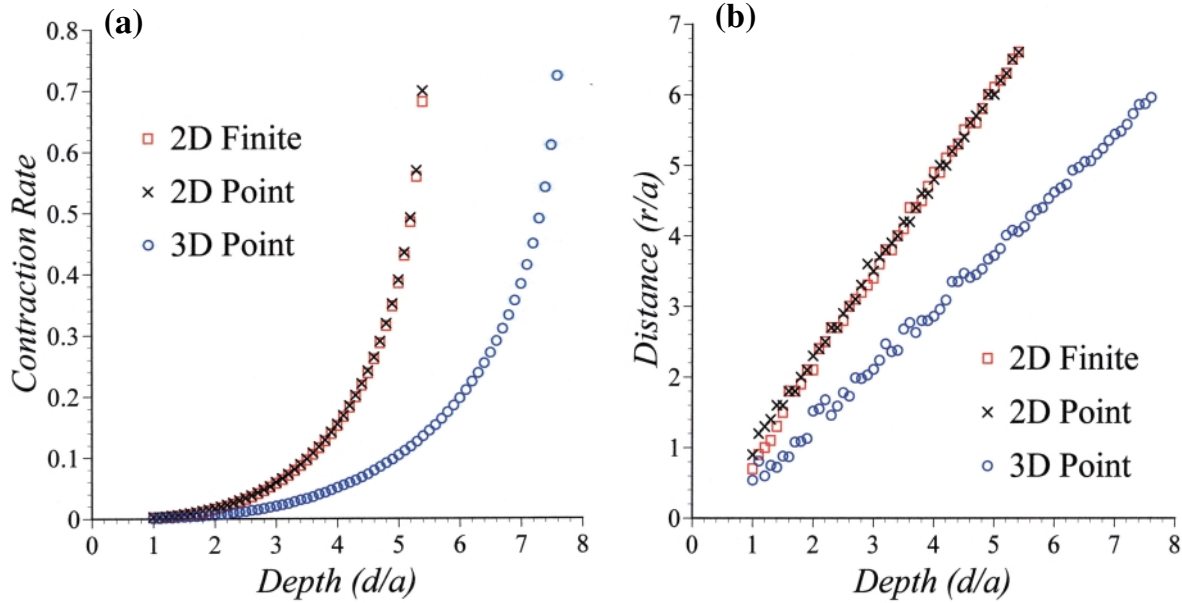 (a)
0.8
0.7
0.6
0.5
0.4
0.3
0.2
0.1
0
Contraction Rate
2D Finite
2D Point
3D Point
0 1 2 3 4 5 6 7 8
Depth (d/a)
(b)
7
6
5
4
3
2
1
0
Distance (r/a)
2D Finite
2D Point
3D Point
0 1 2 3 4 5 6 7 8
Depth (d/a)